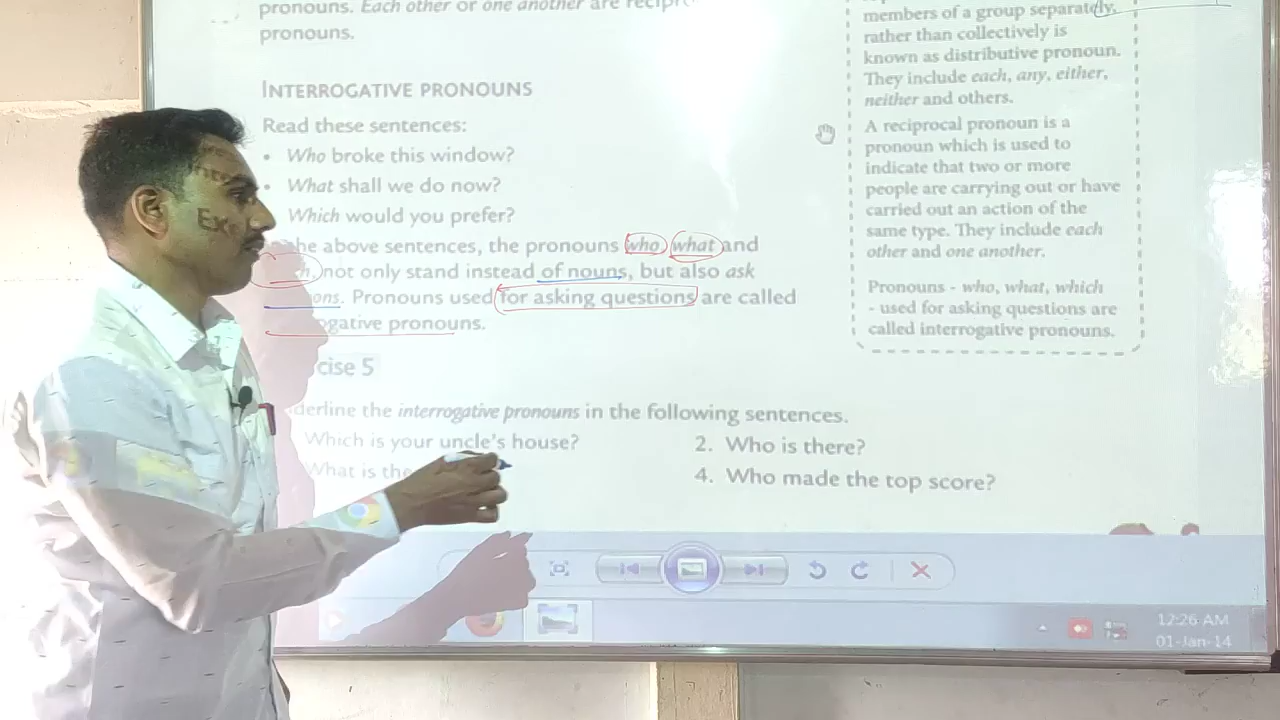 pronouns. Each other or one another are
pronouns.
INTERROGATIVE PRONOUNS
Read these sentences:
• Who broke this window?
• What shall we do now?
Which would you prefer?
he above sentences, the pronouns who what and
h not only stand instead of nouns, but also ask
ons. Pronouns used for asking questions are called
ogative pronouns.
cise 5
derline the interrogative pronouns in the following sentences.
Which is your uncle's house?
2. Who is there?
What is the
4. Who made the top score?
members of a group separately,
rather than collectively is
known as distributive pronoun.
They include each, any, either,
neither and others.
A reciprocal pronoun is a
pronoun which is used to
indicate that two or more
people are carrying out or have
carried out an action of the
same type. They include each
other and one another.
Pronouns - who, what, which
- used for asking questions are
called interrogative pronouns.
12:26 AM
01-Jan-14